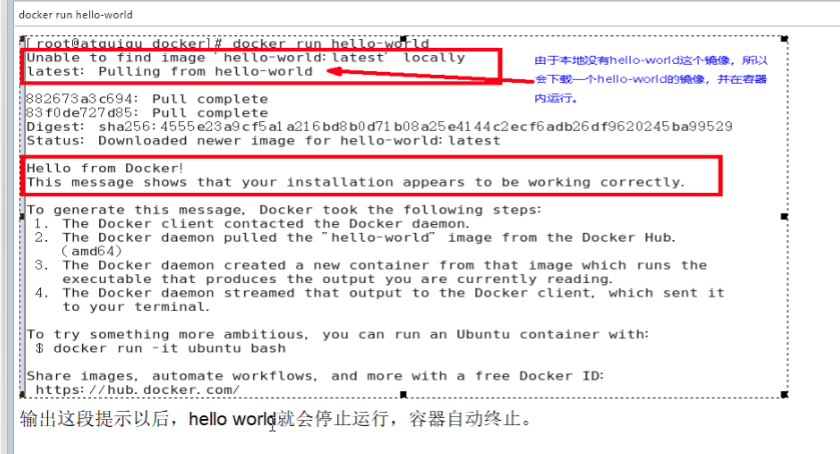 docker run hello-world
[root@atguigu docker]# docker run hello-world
Unable to find image 'hello-world:latest' locally
latest: Pulling from hello-world
由于本地没有hello-world这个镜像，所以
会下载一个hello-world的镜像，并在容器
内运行。
882673a3c694: Pull complete
83f0de727d85: Pull complete
Digest: sha256:4555e23a9cf5a1a216bd8b0d71b08a25e4144c2ecf6adb26df9620245ba99529
Status: Downloaded newer image for hello-world:latest
Hello from Docker!
This message shows that your installation appears to be working correctly.
To generate this message, Docker took the following steps:
1. The Docker client contacted the Docker daemon.
2. The Docker daemon pulled the "hello-world" image from the Docker Hub.
(amd64)
3. The Docker daemon created a new container from that image which runs the
executable that produces the output you are currently reading.
4. The Docker daemon streamed that output to the Docker client, which sent it
to your terminal.
To try something more ambitious, you can run an Ubuntu container with:
$ docker run -it ubuntu bash
Share images, automate workflows, and more with a free Docker ID:
https://hub.docker.com/
输出这段提示以后，hello world就会停止运行，容器自动终止。